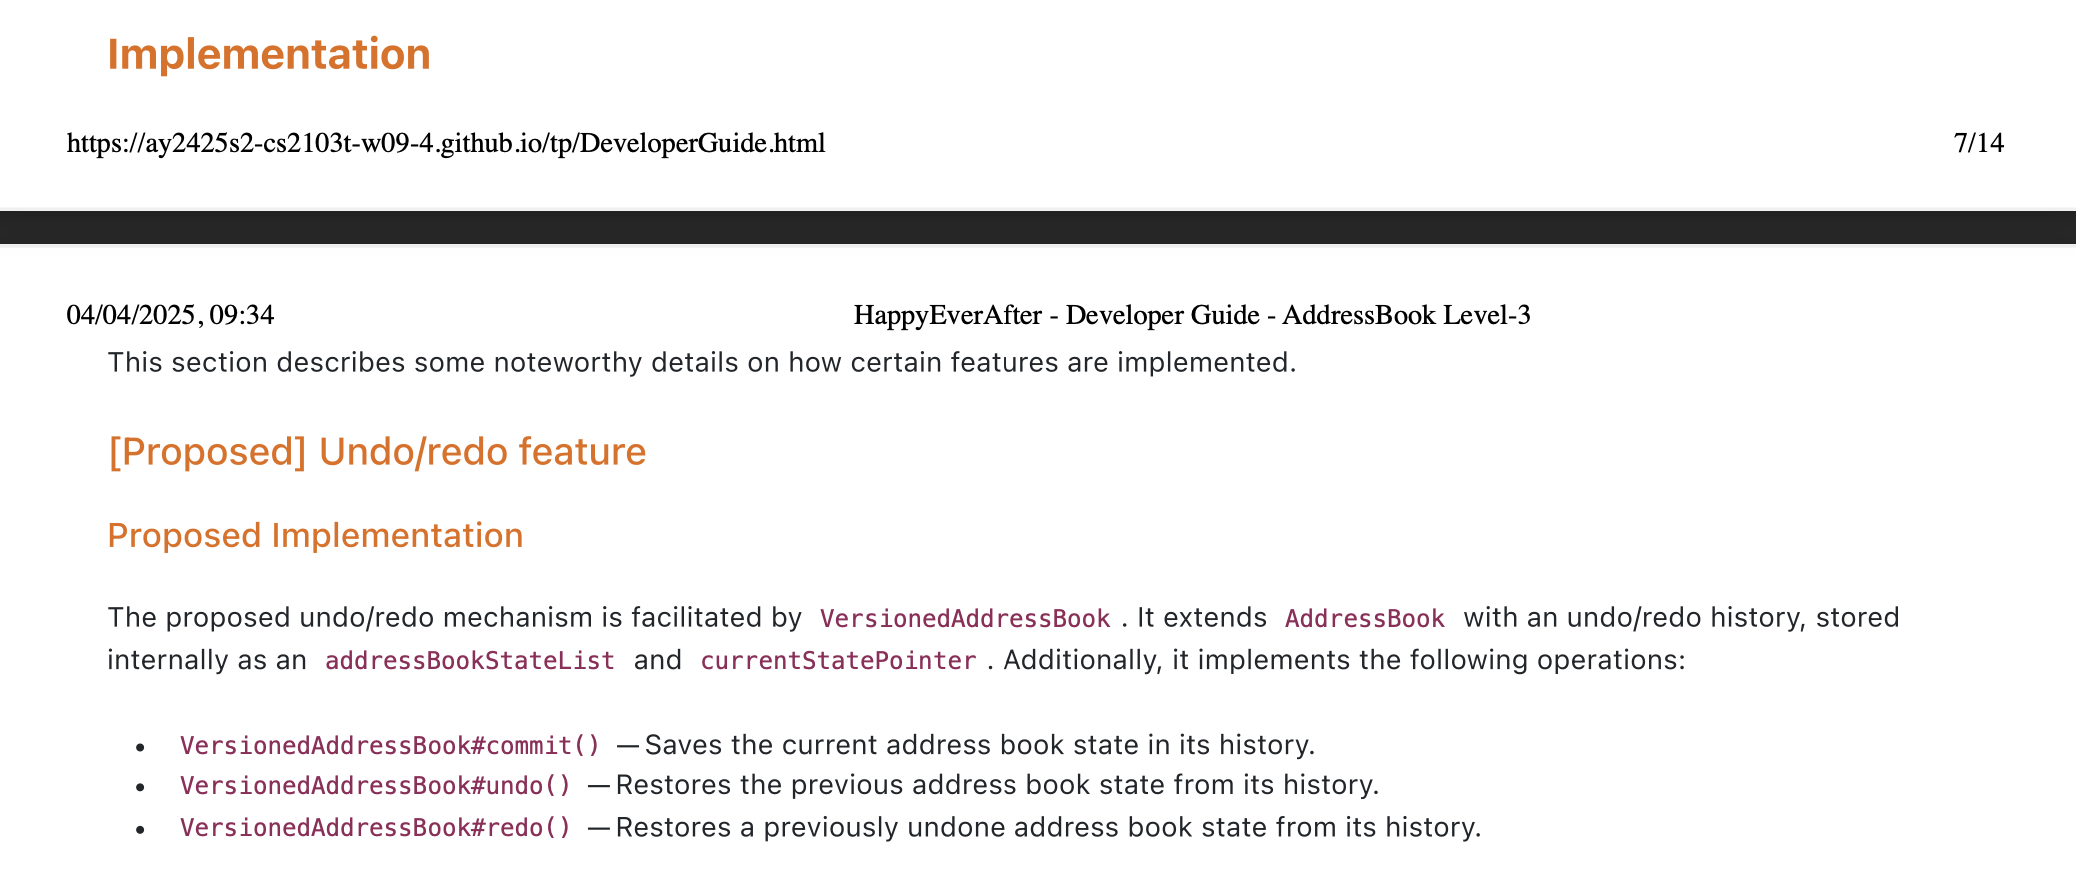 Implementation
https://ay2425s2-cs2103t-w09-4.github.io/tp/DeveloperGuide.html 7/14
04/04/2025, 09:34 HappyEverAfter - Developer Guide - AddressBook Level-3
This section describes some noteworthy details on how certain features are implemented.
[Proposed] Undo/redo feature
Proposed Implementation
The proposed undo/redo mechanism is facilitated by VersionedAddressBook . It extends AddressBook with an undo/redo history, stored
internally as an addressBookStateList and currentStatePointer . Additionally, it implements the following operations:
• VersionedAddressBook#commit() — Saves the current address book state in its history.
• VersionedAddressBook#undo() — Restores the previous address book state from its history.
• VersionedAddressBook#redo() — Restores a previously undone address book state from its history.